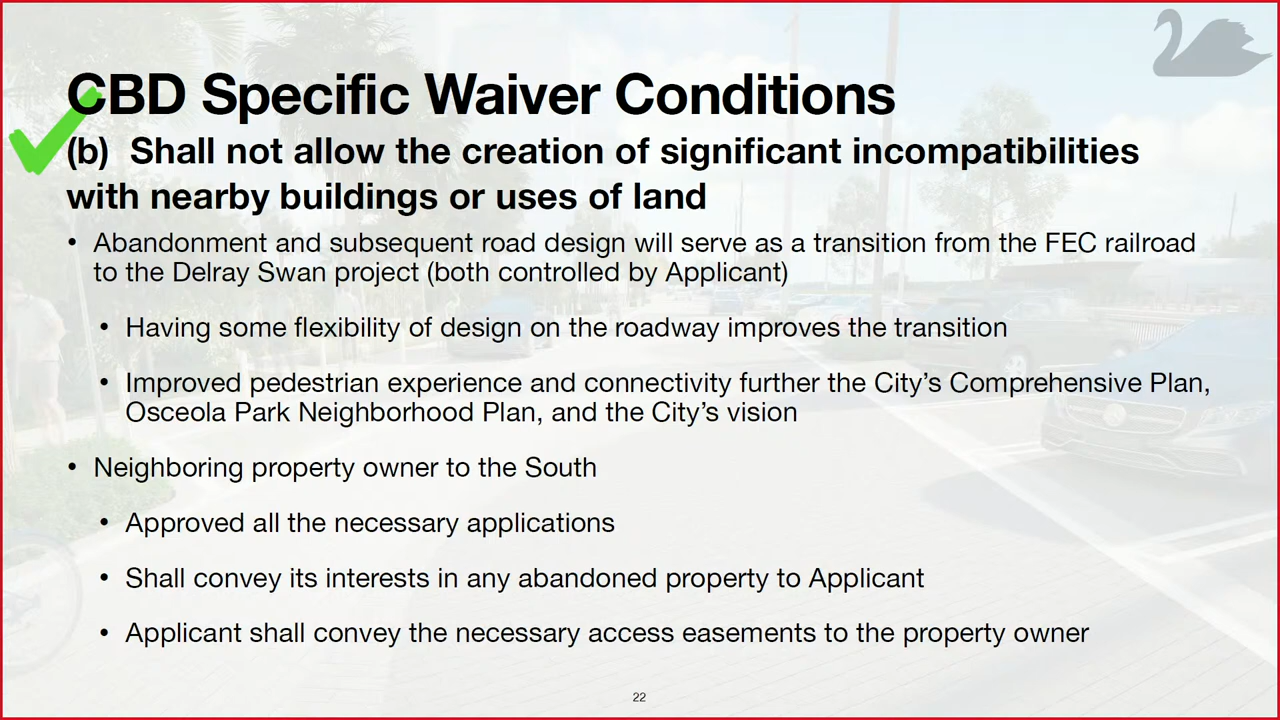 CBD Specific Waiver Conditions
(b) Shall not allow the creation of significant incompatibilities
with nearby buildings or uses of land
• Abandonment and subsequent road design will serve as a transition from the FEC railroad
to the Delray Swan project (both controlled by Applicant)
• Having some flexibility of design on the roadway improves the transition
• Improved pedestrian experience and connectivity further the City’s Comprehensive Plan,
Osceola Park Neighborhood Plan, and the City’s vision
• Neighboring property owner to the South
• Approved all the necessary applications
• Shall convey its interests in any abandoned property to Applicant
• Applicant shall convey the necessary access easements to the property owner
22